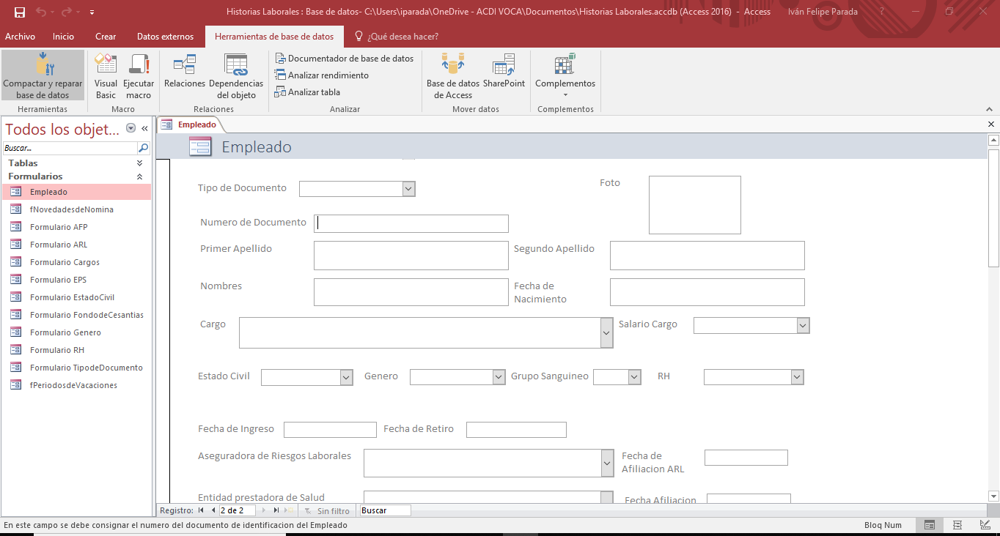 Historias Laborales : Base de datos- C:\Users\iparada\OneDrive - ACDI VOCA\Documentos\Historias Laborales.accdb (Access 2016) - Access
Iván Felipe Parada
?
Archivo
Inicio
Crear
Datos externos
Herramientas de base de datos
¿Qué desea hacer?
Compactar y reparar
base de datos
Herramientas
Visual
Basic
Ejecutar
macro
Macro
Relaciones
Dependencias
del objeto
Relaciones
Documentador de base de datos
Analizar rendimiento
Analizar tabla
Analizar
Base de datos
de Access
SharePoint
Mover datos
Complementos
Complementos
Todos los objet...
Buscar...
Tablas
Formularios
Empleado
fNovedadesdeNomina
Formulario AFP
Formulario ARL
Formulario Cargos
Formulario EPS
Formulario EstadoCivil
Formulario FondodeCesantias
Formulario Genero
Formulario RH
Formulario TipodeDocumento
fPeriodosdeVacaciones
Empleado
Empleado
Tipo de Documento
Foto
Numero de Documento
Primer Apellido
Segundo Apellido
Nombres
Fecha de
Nacimiento
Cargo
Salario Cargo
Estado Civil
Genero
Grupo Sanguineo
RH
Fecha de Ingreso
Fecha de Retiro
Aseguradora de Riesgos Laborales
Fecha de
Afiliacion ARL
Entidad prestadora de Salud
Fecha Afiliacion
Registro:
2 de 2
Sin filtro
Buscar
En este campo se debe consignar el numero del documento de identificacion del Empleado
Bloq Num